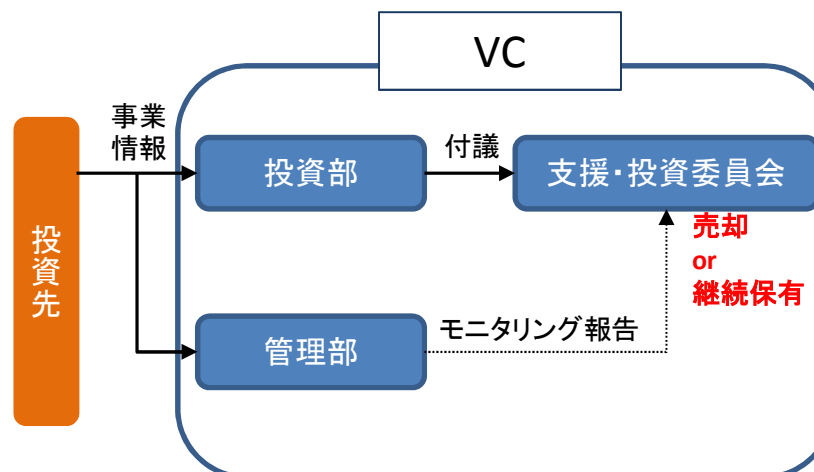 VC
事業
情報
投資先
投資部
付議
支援・投資委員会
売却
or
継続保有
管理部
モニタリング報告